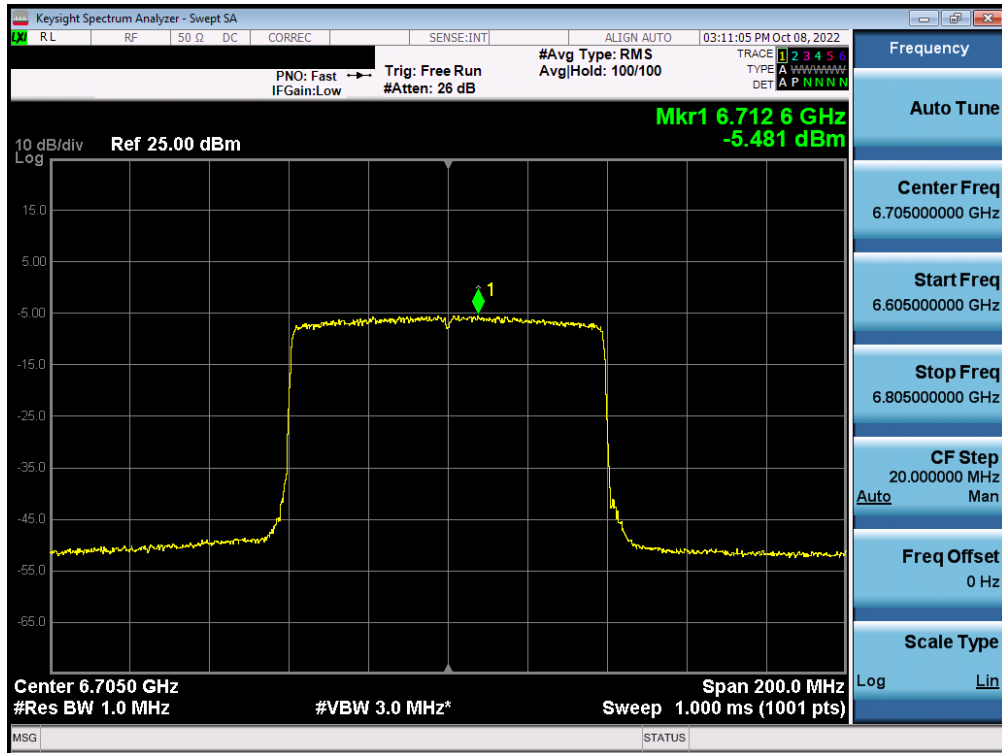 Keysight Spectrum Analyzer - Swept SA
LXI RL RF 50 Ω DC CORREC SENSE:INT ALIGN AUTO 03:11:05 PM Oct 08, 2022
PNO: Fast Trig: Free Run #Avg Type: RMS TRACE 1 2 3 4 5 6
IFGain:Low #Atten: 26 dB Avg|Hold: 100/100 TYPE A WWWWW
DET A P N N N N
Mkr1 6.712 6 GHz
-5.481 dBm
10 dB/div Ref 25.00 dBm
Log
15.0
5.00
-5.00
-15.0
-25.0
-35.0
-45.0
-55.0
-65.0
1
Center 6.7050 GHz Span 200.0 MHz
#Res BW 1.0 MHz #VBW 3.0 MHz* Sweep 1.000 ms (1001 pts)
MSG STATUS
Frequency
Auto Tune
Center Freq
6.705000000 GHz
Start Freq
6.605000000 GHz
Stop Freq
6.805000000 GHz
CF Step
20.000000 MHz
Auto Man
Freq Offset
0 Hz
Scale Type
Log Lin